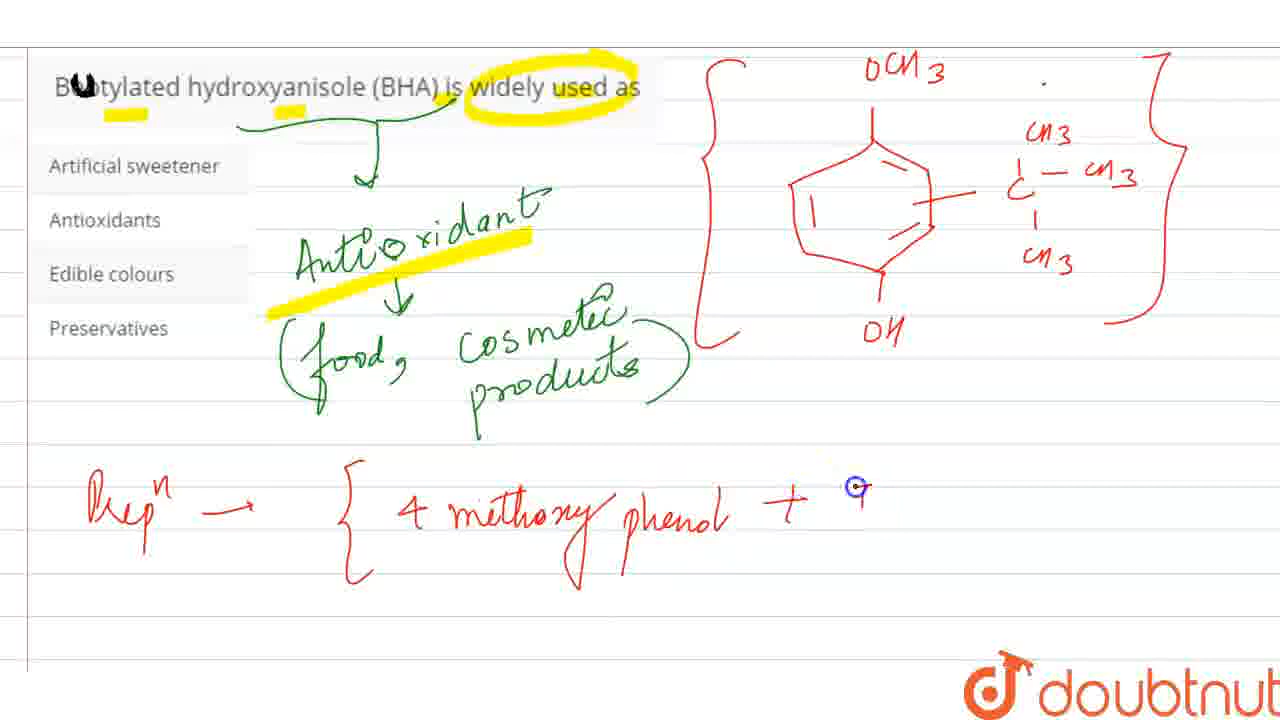 Buttylated hydroxyanisole (BHA) is widely used as
Artificial sweetener
Antioxidants
Edible colours
Preservatives
Antioxidant
(food, cosmetic
products)
OCH3
CH3
C — CH3
CH3
OH
Prepn → { 4 methoxy phenol +
doubtnut